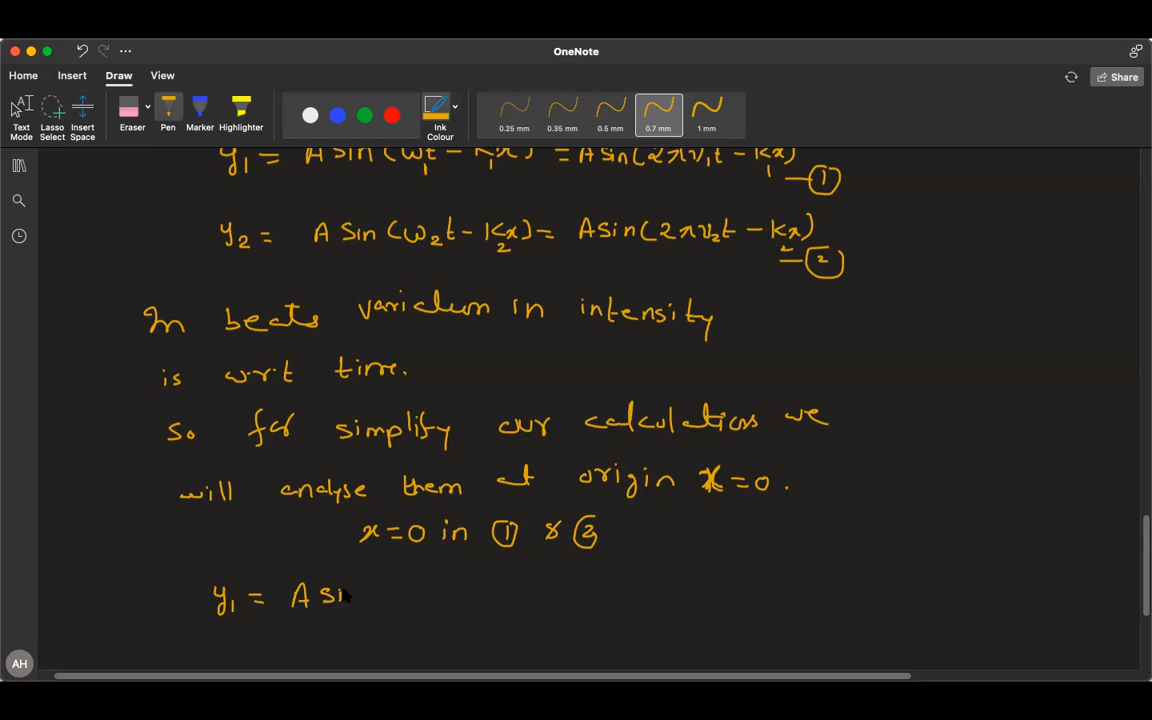 OneNote
Home Insert Draw View
Share
Text Mode
Lasso Select
Insert Space
Eraser
Pen
Marker
Highlighter
Ink Colour
0.25 mm
0.35 mm
0.5 mm
0.7 mm
1 mm
y₁ = A sin(ω₁t − K₁x) = A sin(2πν₁t − K₁x) — ①
y₂ = A sin(ω₂t − K₂x) = A sin(2πν₂t − K₂x) — ②
In beats variation in intensity
is w.r.t time.
So for simplify our calculations we
will analyse them at origin x = 0.
x = 0 in ① & ②
y₁ = A si
AH